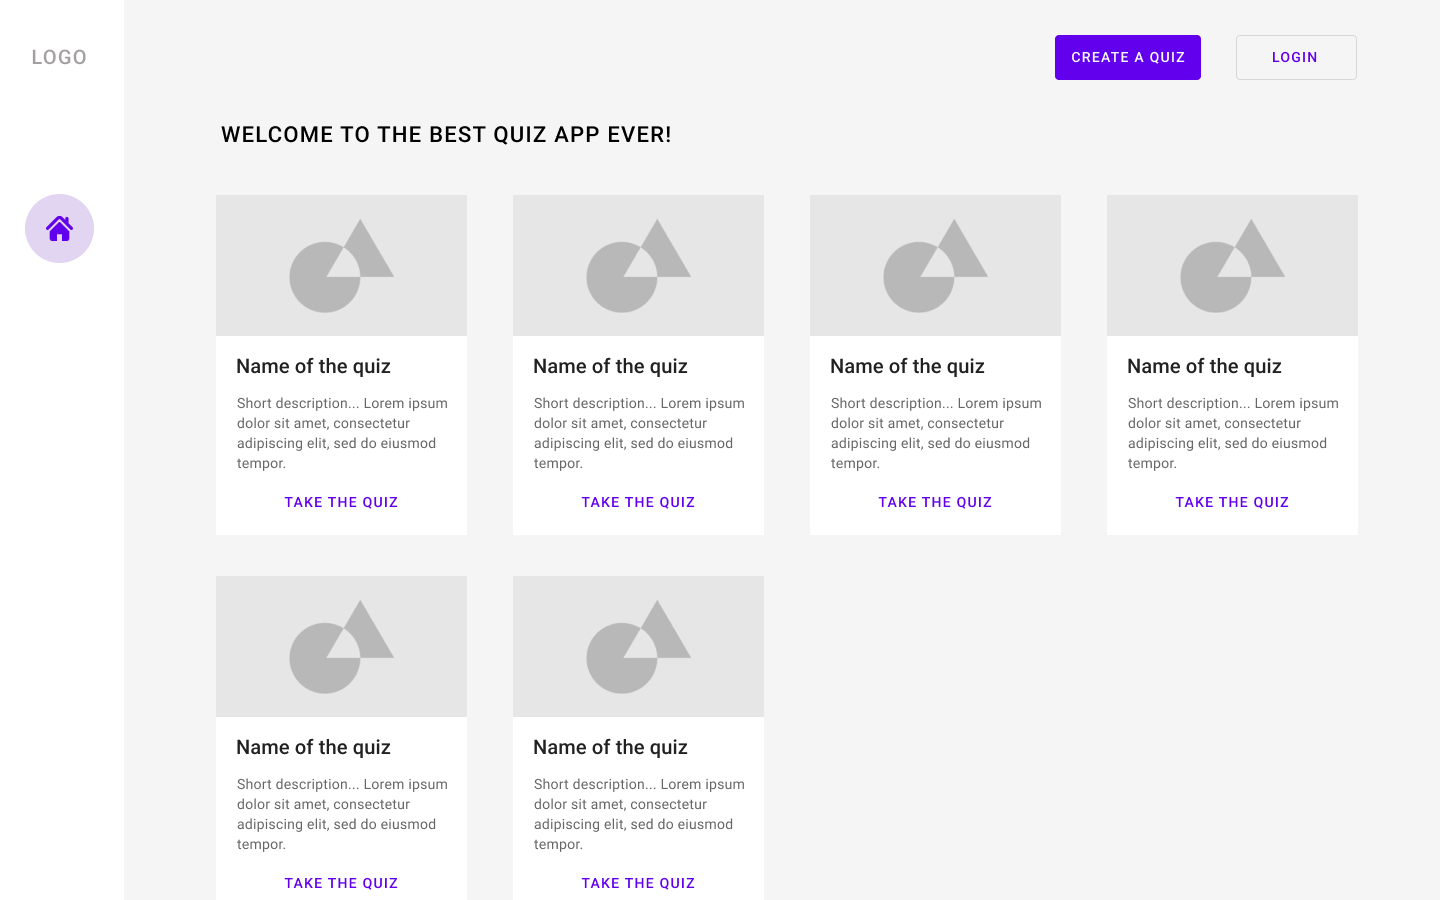 LOGO
CREATE A QUIZ
LOGIN
WELCOME TO THE BEST QUIZ APP EVER!
Name of the quiz
Short description... Lorem ipsum
dolor sit amet, consectetur
adipiscing elit, sed do eiusmod
tempor.
TAKE THE QUIZ
Name of the quiz
Short description... Lorem ipsum
dolor sit amet, consectetur
adipiscing elit, sed do eiusmod
tempor.
TAKE THE QUIZ
Name of the quiz
Short description... Lorem ipsum
dolor sit amet, consectetur
adipiscing elit, sed do eiusmod
tempor.
TAKE THE QUIZ
Name of the quiz
Short description... Lorem ipsum
dolor sit amet, consectetur
adipiscing elit, sed do eiusmod
tempor.
TAKE THE QUIZ
Name of the quiz
Short description... Lorem ipsum
dolor sit amet, consectetur
adipiscing elit, sed do eiusmod
tempor.
TAKE THE QUIZ
Name of the quiz
Short description... Lorem ipsum
dolor sit amet, consectetur
adipiscing elit, sed do eiusmod
tempor.
TAKE THE QUIZ